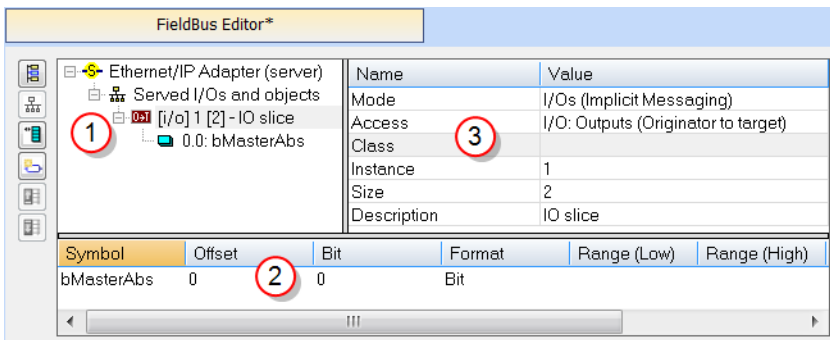 FieldBus Editor*
Ethernet/IP Adapter (server)
Served I/Os and objects
[i/o] 1 [2] - IO slice
0.0: bMasterAbs
1
Name Value
Mode I/Os (Implicit Messaging)
Access I/O: Outputs (Originator to target)
Class
Instance 1
Size 2
Description IO slice
3
Symbol Offset Bit Format Range (Low) Range (High)
bMasterAbs 0 0 Bit
2